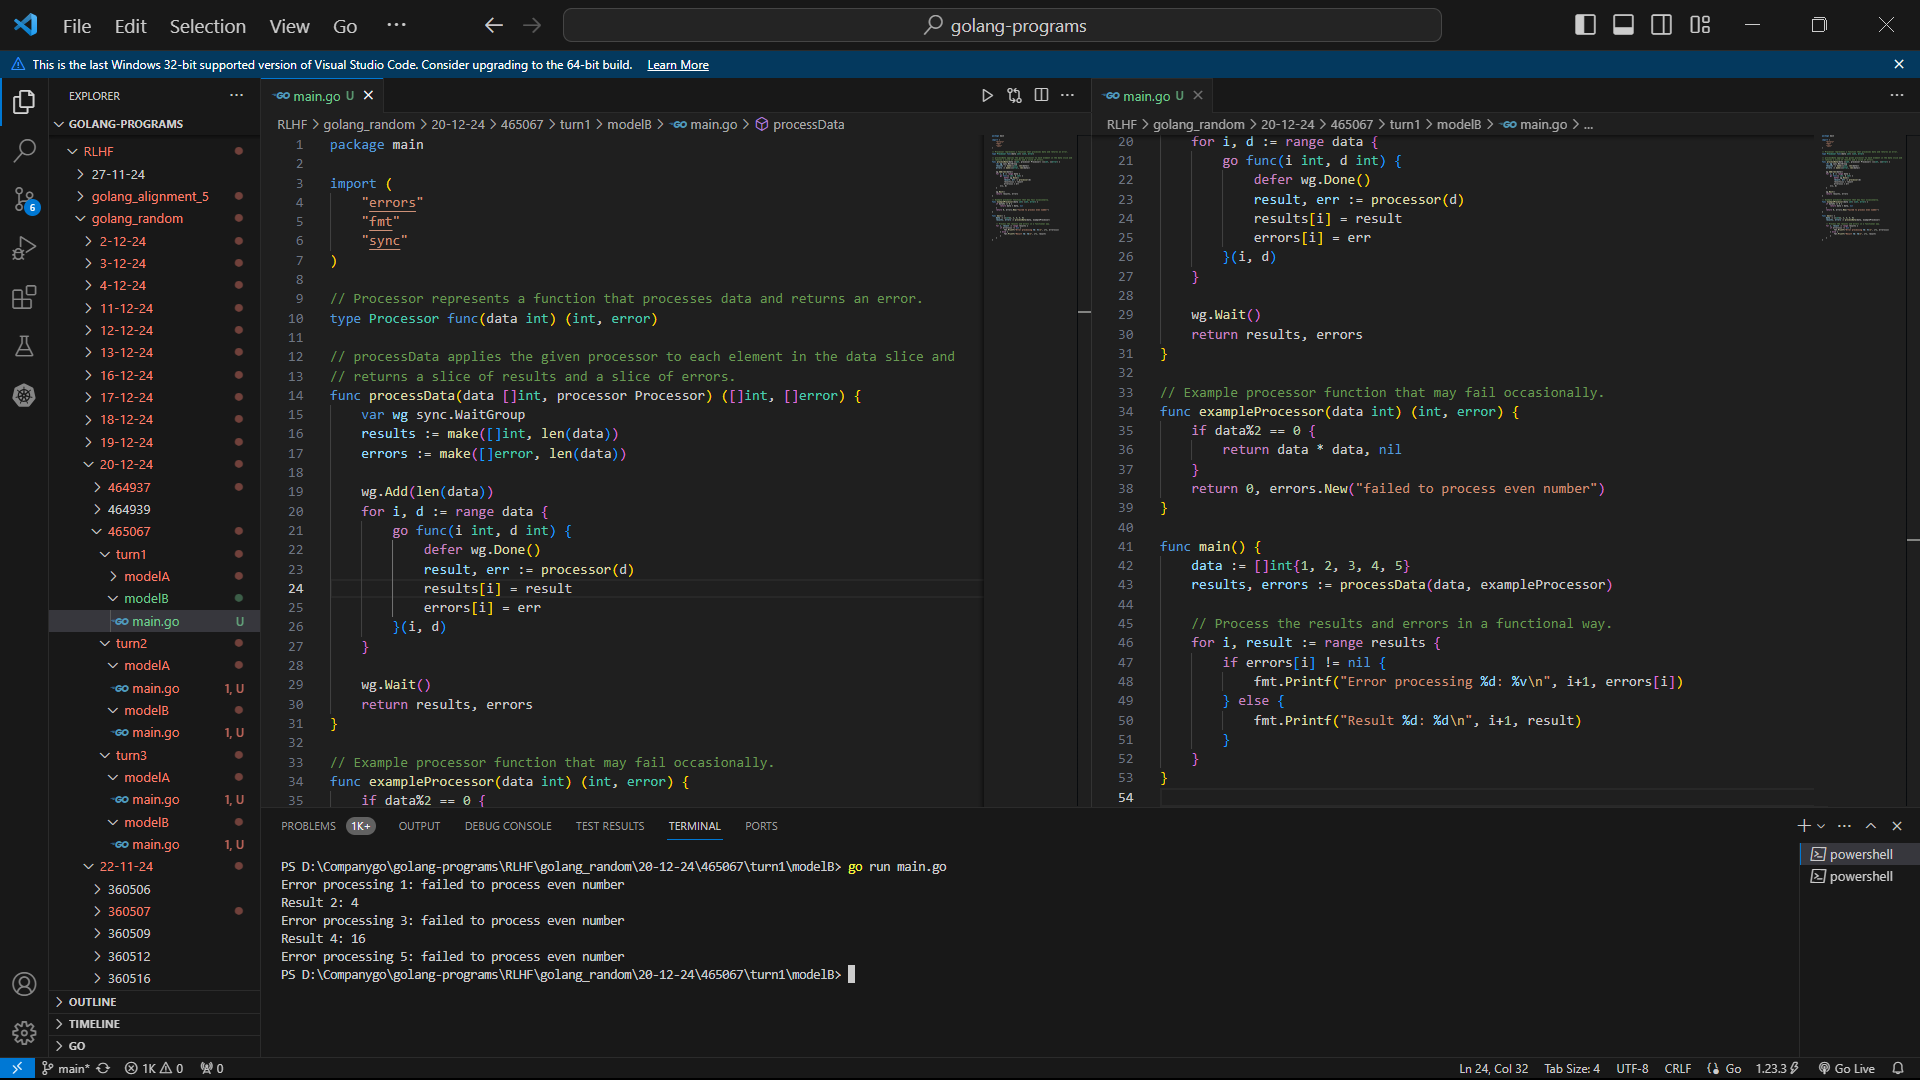 File Edit Selection View Go ···
golang-programs
This is the last Windows 32-bit supported version of Visual Studio Code. Consider upgrading to the 64-bit build. Learn More
EXPLORER
GOLANG-PROGRAMS
RLHF
27-11-24
golang_alignment_5
golang_random
2-12-24
3-12-24
4-12-24
11-12-24
12-12-24
13-12-24
16-12-24
17-12-24
18-12-24
19-12-24
20-12-24
464937
464939
465067
turn1
modelA
modelB
main.go U
turn2
modelA
main.go 1, U
modelB
main.go 1, U
turn3
modelA
main.go 1, U
modelB
main.go 1, U
22-11-24
360506
360507
360509
360512
360516
OUTLINE
TIMELINE
GO
6
main.go U
RLHF > golang_random > 20-12-24 > 465067 > turn1 > modelB > main.go > processData
1 package main
2
3 import (
4 "errors"
5 "fmt"
6 "sync"
7 )
8
9 // Processor represents a function that processes data and returns an error.
10 type Processor func(data int) (int, error)
11
12 // processData applies the given processor to each element in the data slice and
13 // returns a slice of results and a slice of errors.
14 func processData(data []int, processor Processor) ([]int, []error) {
15 var wg sync.WaitGroup
16 results := make([]int, len(data))
17 errors := make([]error, len(data))
18
19 wg.Add(len(data))
20 for i, d := range data {
21 go func(i int, d int) {
22 defer wg.Done()
23 result, err := processor(d)
24 results[i] = result
25 errors[i] = err
26 }(i, d)
27 }
28
29 wg.Wait()
30 return results, errors
31 }
32
33 // Example processor function that may fail occasionally.
34 func exampleProcessor(data int) (int, error) {
35 if data%2 == 0 {
main.go U
RLHF > golang_random > 20-12-24 > 465067 > turn1 > modelB > main.go > ...
20 for i, d := range data {
21 go func(i int, d int) {
22 defer wg.Done()
23 result, err := processor(d)
24 results[i] = result
25 errors[i] = err
26 }(i, d)
27 }
28
29 wg.Wait()
30 return results, errors
31 }
32
33 // Example processor function that may fail occasionally.
34 func exampleProcessor(data int) (int, error) {
35 if data%2 == 0 {
36 return data * data, nil
37 }
38 return 0, errors.New("failed to process even number")
39 }
40
41 func main() {
42 data := []int{1, 2, 3, 4, 5}
43 results, errors := processData(data, exampleProcessor)
44
45 // Process the results and errors in a functional way.
46 for i, result := range results {
47 if errors[i] != nil {
48 fmt.Printf("Error processing %d: %v\n", i+1, errors[i])
49 } else {
50 fmt.Printf("Result %d: %d\n", i+1, result)
51 }
52 }
53 }
54
PROBLEMS 1K+ OUTPUT DEBUG CONSOLE TEST RESULTS TERMINAL PORTS
PS D:\Companygo\golang-programs\RLHF\golang_random\20-12-24\465067\turn1\modelB> go run main.go
Error processing 1: failed to process even number
Result 2: 4
Error processing 3: failed to process even number
Result 4: 16
Error processing 5: failed to process even number
PS D:\Companygo\golang-programs\RLHF\golang_random\20-12-24\465067\turn1\modelB>
powershell
powershell
main* 1K 0 0 Ln 24, Col 32 Tab Size: 4 UTF-8 CRLF Go 1.23.3 Go Live